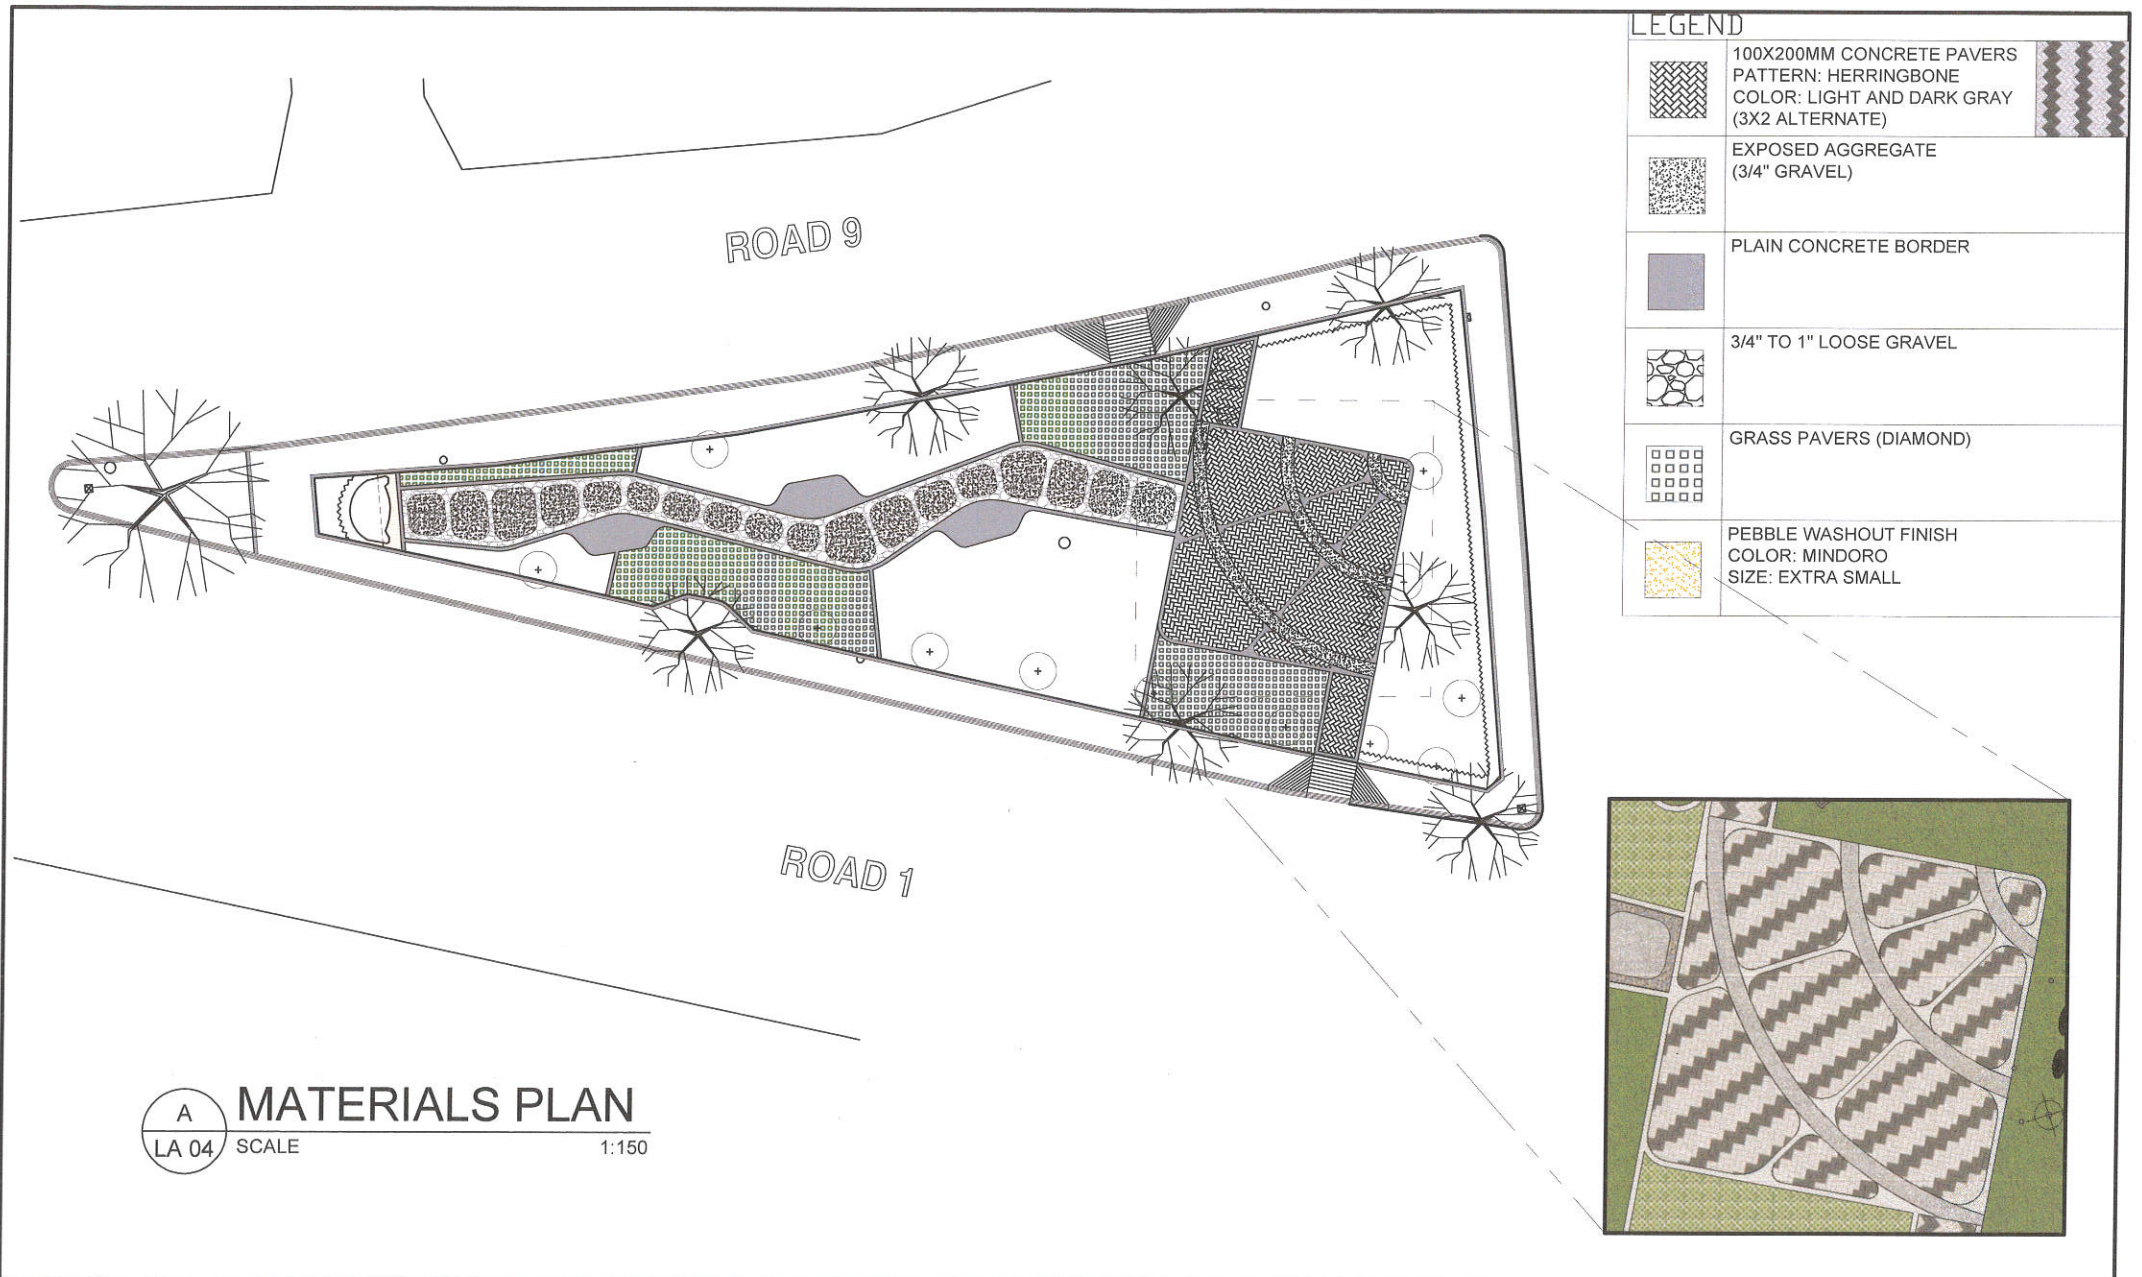 LEGEND
100X200MM CONCRETE PAVERS
PATTERN: HERRINGBONE
COLOR: LIGHT AND DARK GRAY
(3X2 ALTERNATE)
EXPOSED AGGREGATE
(3/4" GRAVEL)
PLAIN CONCRETE BORDER
3/4" TO 1" LOOSE GRAVEL
GRASS PAVERS (DIAMOND)
PEBBLE WASHOUT FINISH
COLOR: MINDORO
SIZE: EXTRA SMALL
ROAD 9
ROAD 1
A
LA 04
MATERIALS PLAN
SCALE 1:150